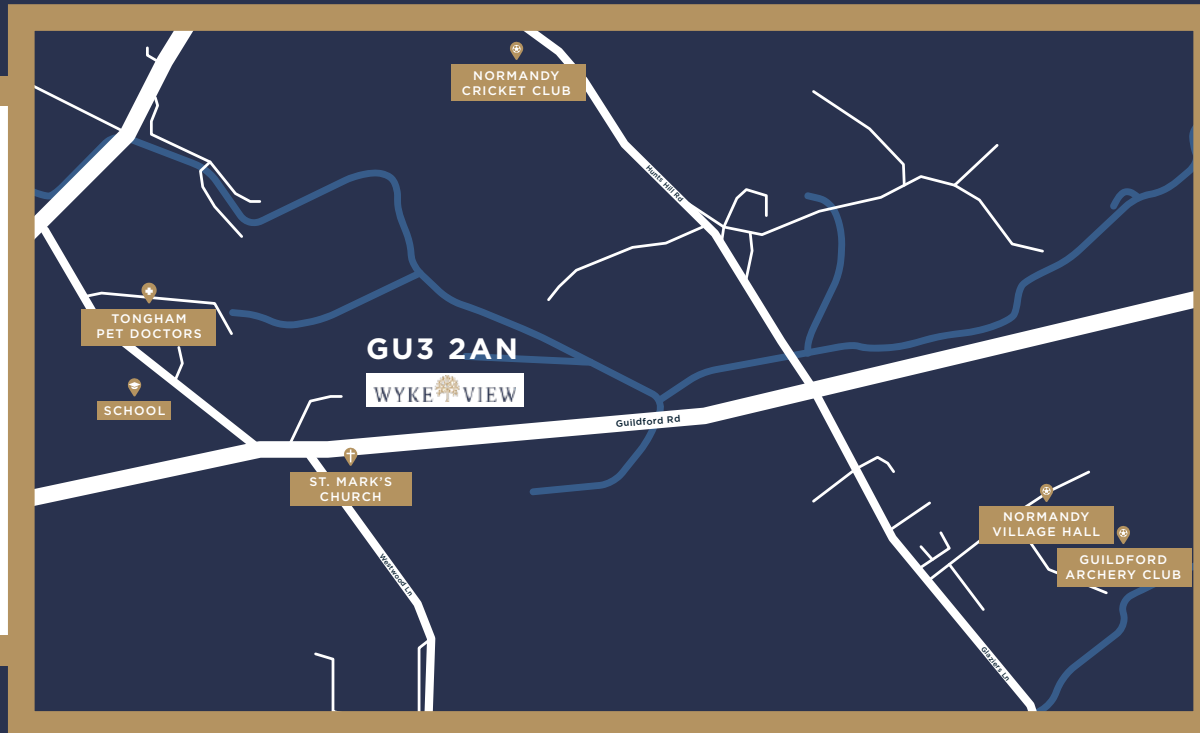 NORMANDY
CRICKET CLUB
Hunts Hill Rd
TONGHAM
PET DOCTORS
GU3 2AN
WYKE VIEW
SCHOOL
Guildford Rd
ST. MARK'S
CHURCH
NORMANDY
VILLAGE HALL
GUILDFORD
ARCHERY CLUB
Westwood Ln
Glaziers Ln